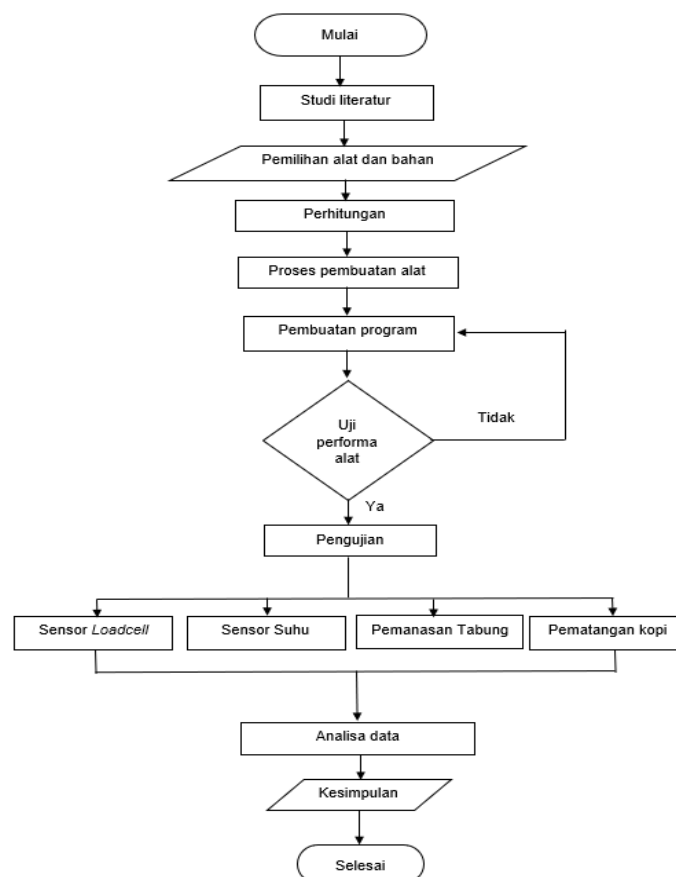 Mulai
Studi literatur
Pemilihan alat dan bahan
Perhitungan
Proses pembuatan alat
Pembuatan program
Uji
performa
alat
Tidak
Ya
Pengujian
Sensor Loadcell
Sensor Suhu
Pemanasan Tabung
Pematangan kopi
Analisa data
Kesimpulan
Selesai